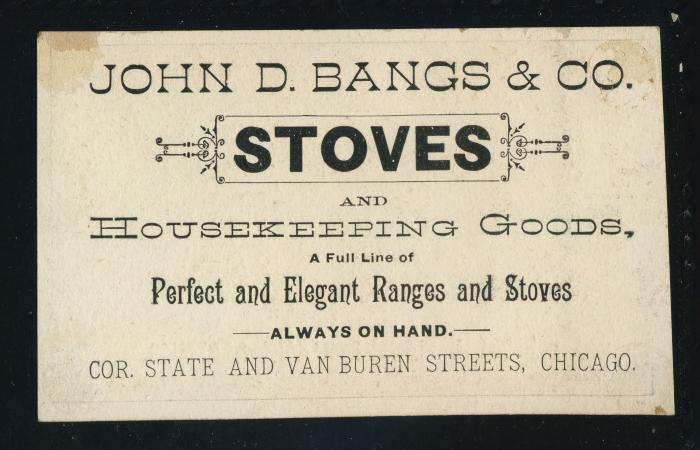 JOHN D. BANGS & CO.
STOVES
AND
HOUSEKEEPING GOODS,
A Full Line of
Perfect and Elegant Ranges and Stoves
ALWAYS ON HAND.
COR. STATE AND VAN BUREN STREETS, CHICAGO.